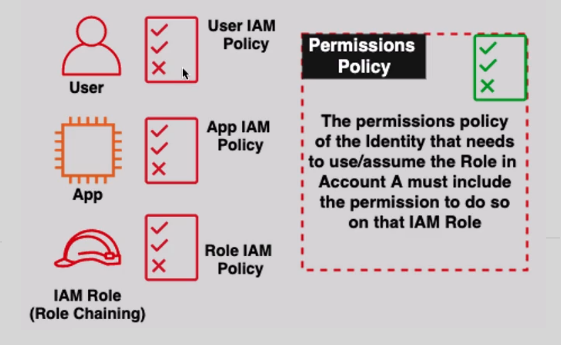 User IAM
Policy
User
App IAM
Policy
App
Role IAM
Policy
IAM Role
(Role Chaining)
Permissions
Policy
The permissions policy
of the Identity that needs
to use/assume the Role in
Account A must include
the permission to do so
on that IAM Role